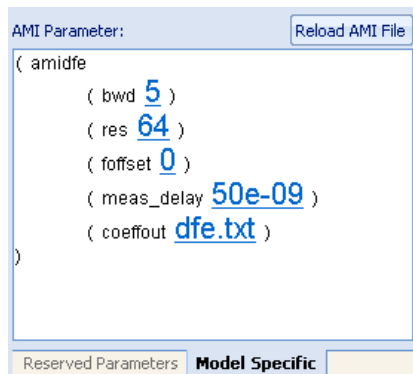 AMI Parameter: Reload AMI File
( amidfe
( bwd 5 )
( res 64 )
( foffset 0 )
( meas_delay 50e-09 )
( coeffout dfe.txt )
)
Reserved Parameters Model Specific